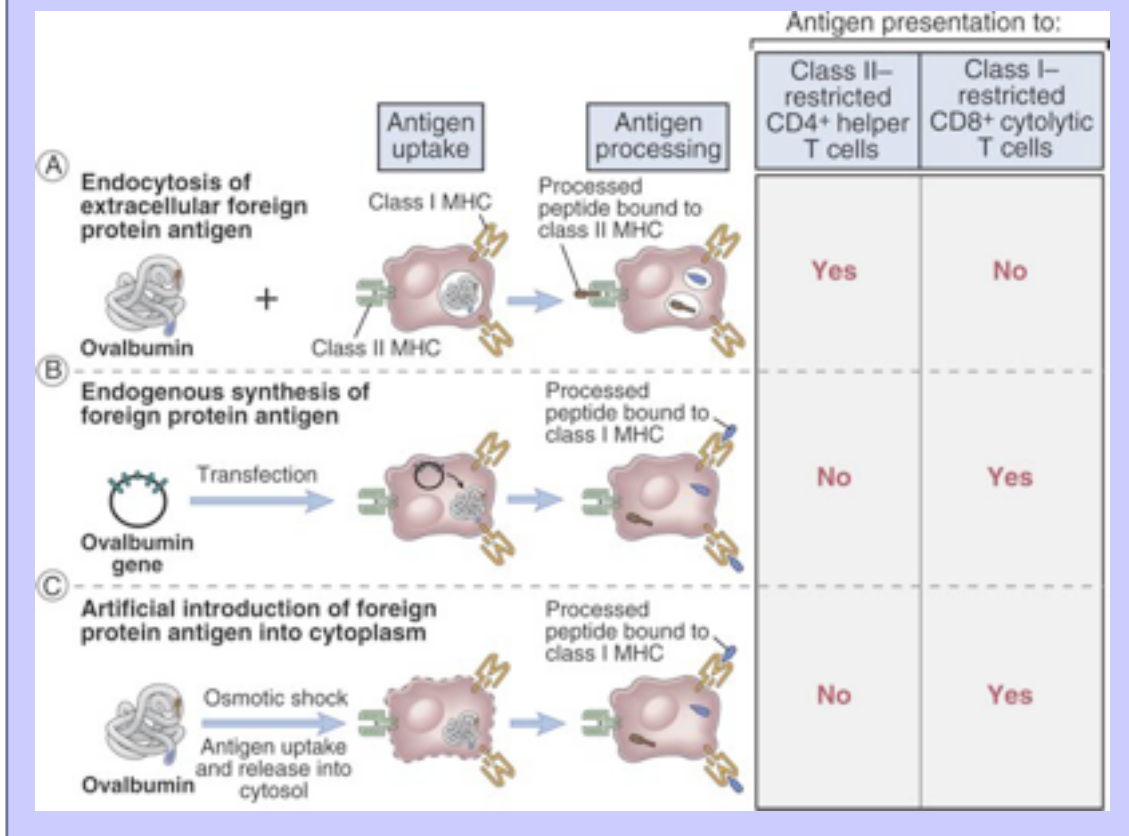 Antigen presentation to:
Class II–
restricted
CD4+ helper
T cells
Class I–
restricted
CD8+ cytolytic
T cells
Antigen
uptake
Antigen
processing
A
Endocytosis of
extracellular foreign
protein antigen
Class I MHC
Processed
peptide bound to
class II MHC
+
Ovalbumin
Class II MHC
Yes
No
B
Endogenous synthesis of
foreign protein antigen
Processed
peptide bound to
class I MHC
Transfection
Ovalbumin
gene
No
Yes
C
Artificial introduction of foreign
protein antigen into cytoplasm
Processed
peptide bound to
class I MHC
Osmotic shock
Antigen uptake
and release into
cytosol
Ovalbumin
No
Yes